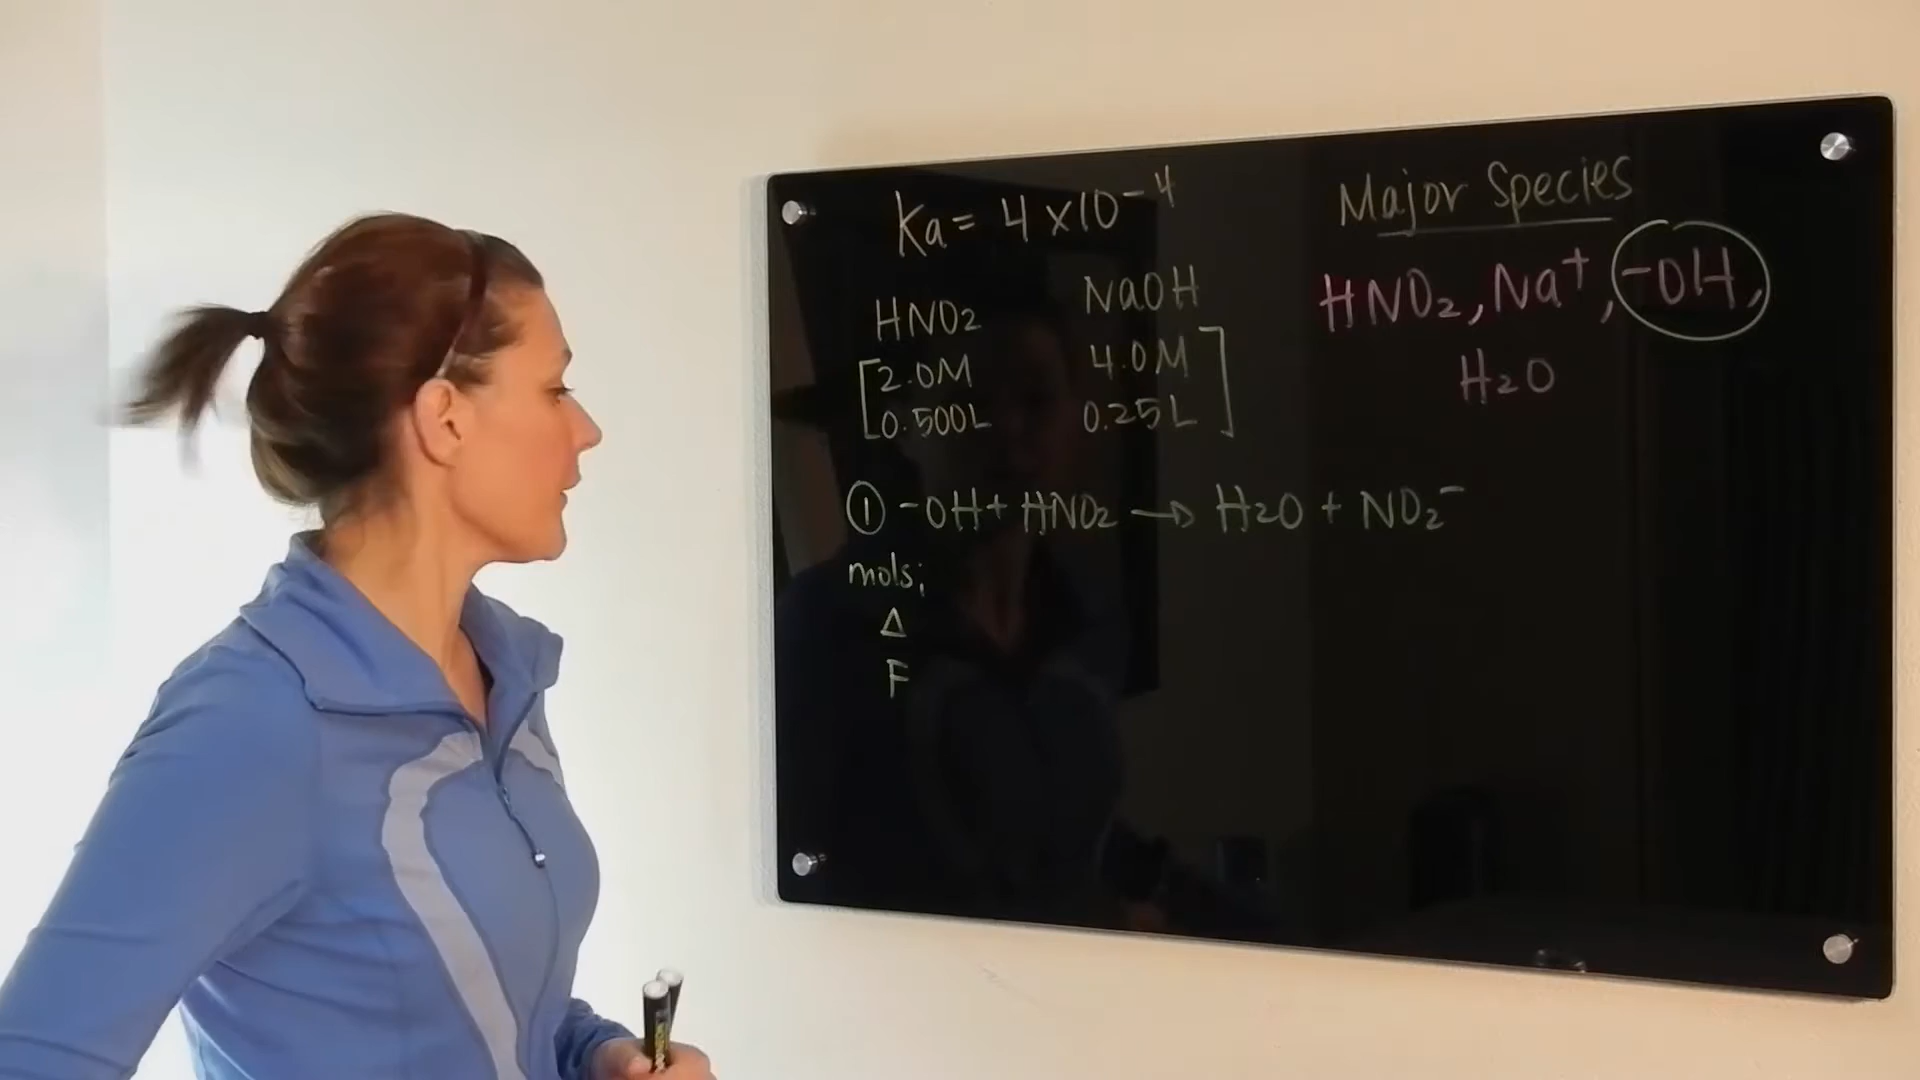 Ka = 4 x10⁻⁴
HNO₂ NaOH
2.0M 4.0M
0.500L 0.25L
① -OH + HNO₂ → H₂O + NO₂⁻
mols;
Δ
F
Major Species
HNO₂, Na⁺, -OH,
H₂O